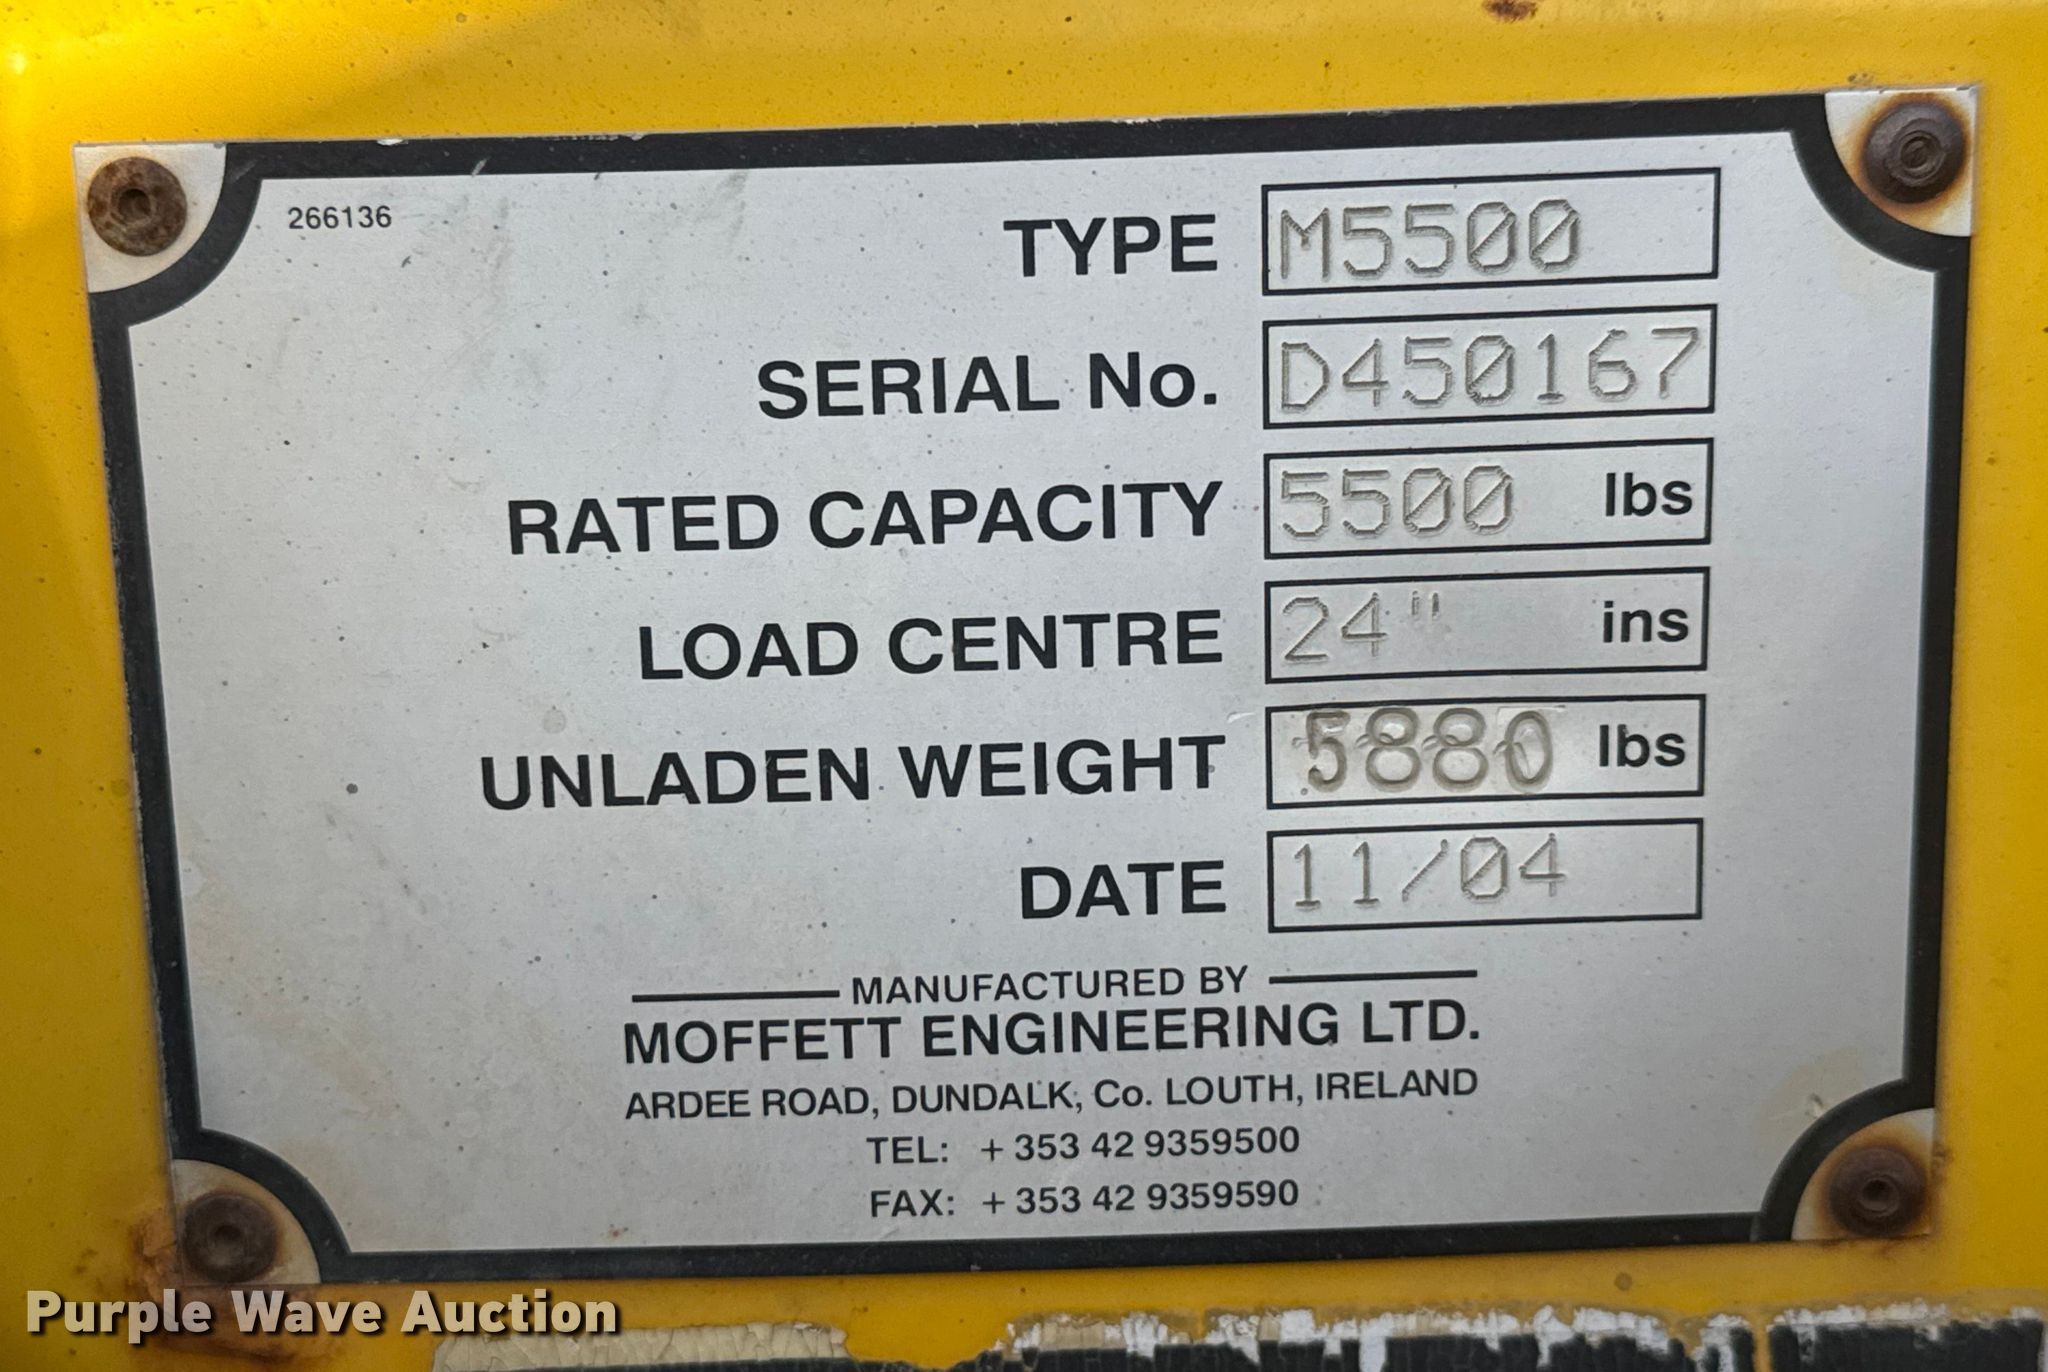 266136
TYPE M5500
SERIAL No. D450167
RATED CAPACITY 5500 lbs
LOAD CENTRE 24" ins
UNLADEN WEIGHT 5880 lbs
DATE 11/04
MANUFACTURED BY
MOFFETT ENGINEERING LTD.
ARDEE ROAD, DUNDALK, Co. LOUTH, IRELAND
TEL: + 353 42 9359500
FAX: + 353 42 9359590
Purple Wave Auction